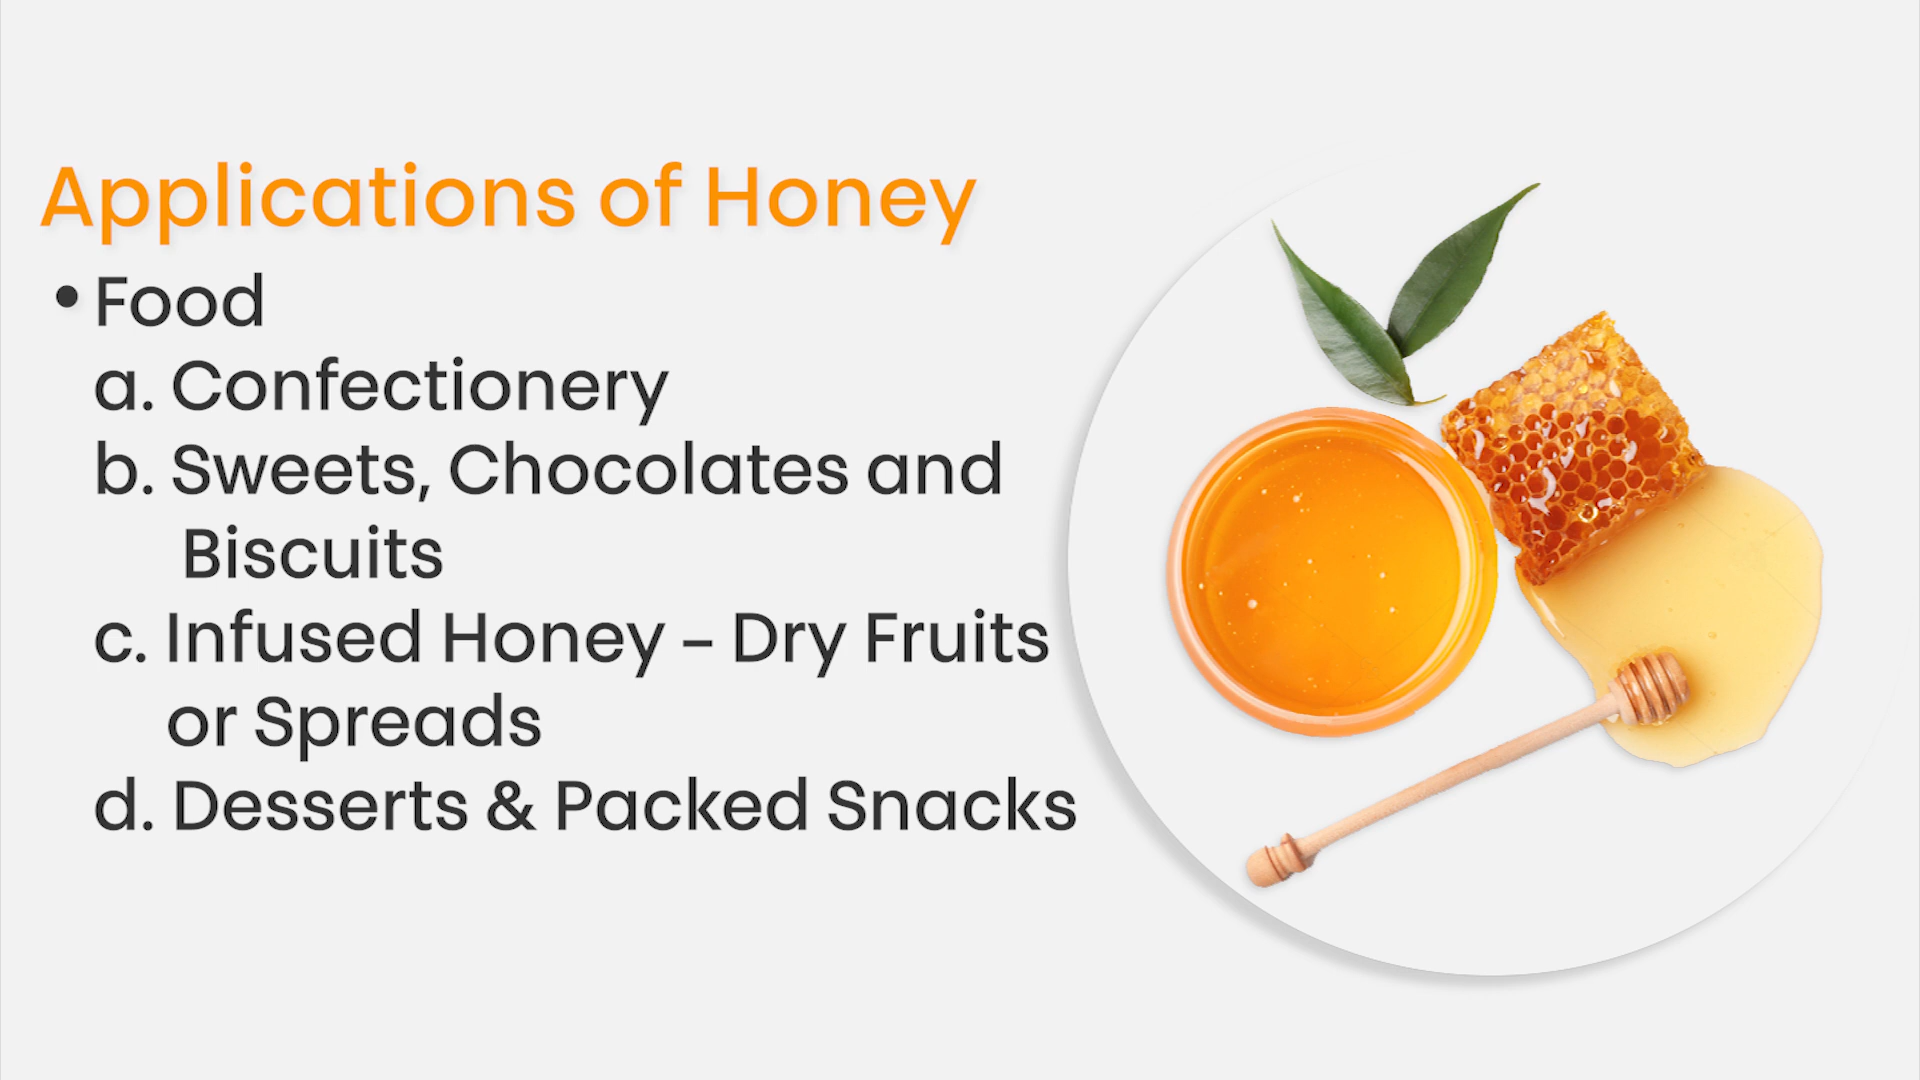 Applications of Honey
• Food
a. Confectionery
b. Sweets, Chocolates and
Biscuits
c. Infused Honey – Dry Fruits
or Spreads
d. Desserts & Packed Snacks